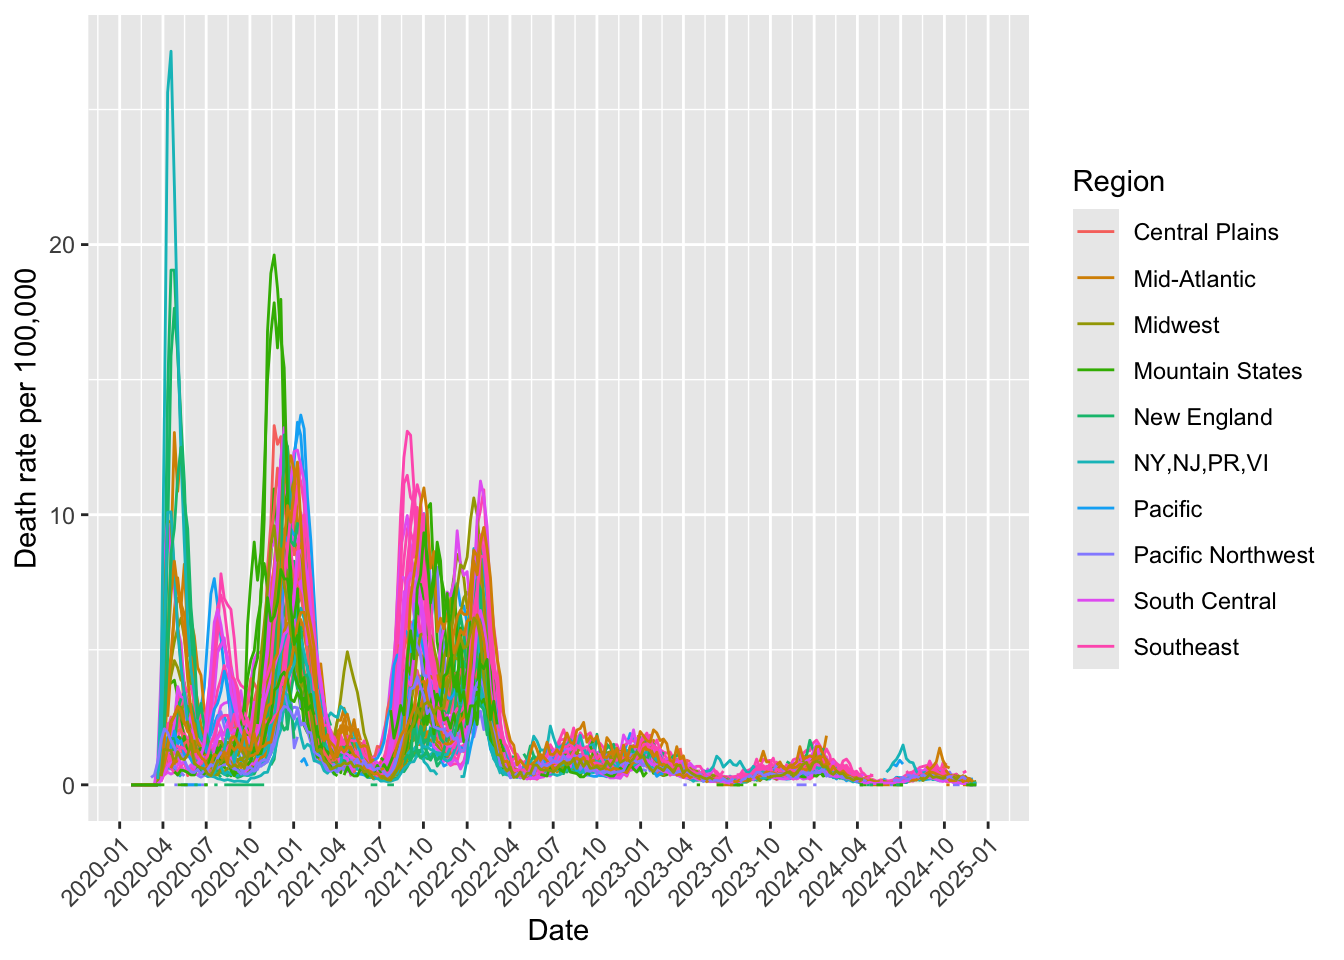 Death rate per 100,000
20
10
0
2020-01
2020-04
2020-07
2020-10
2021-01
2021-04
2021-07
2021-10
2022-01
2022-04
2022-07
2022-10
2023-01
2023-04
2023-07
2023-10
2024-01
2024-04
2024-07
2024-10
2025-01
Date
Region
Central Plains
Mid-Atlantic
Midwest
Mountain States
New England
NY,NJ,PR,VI
Pacific
Pacific Northwest
South Central
Southeast